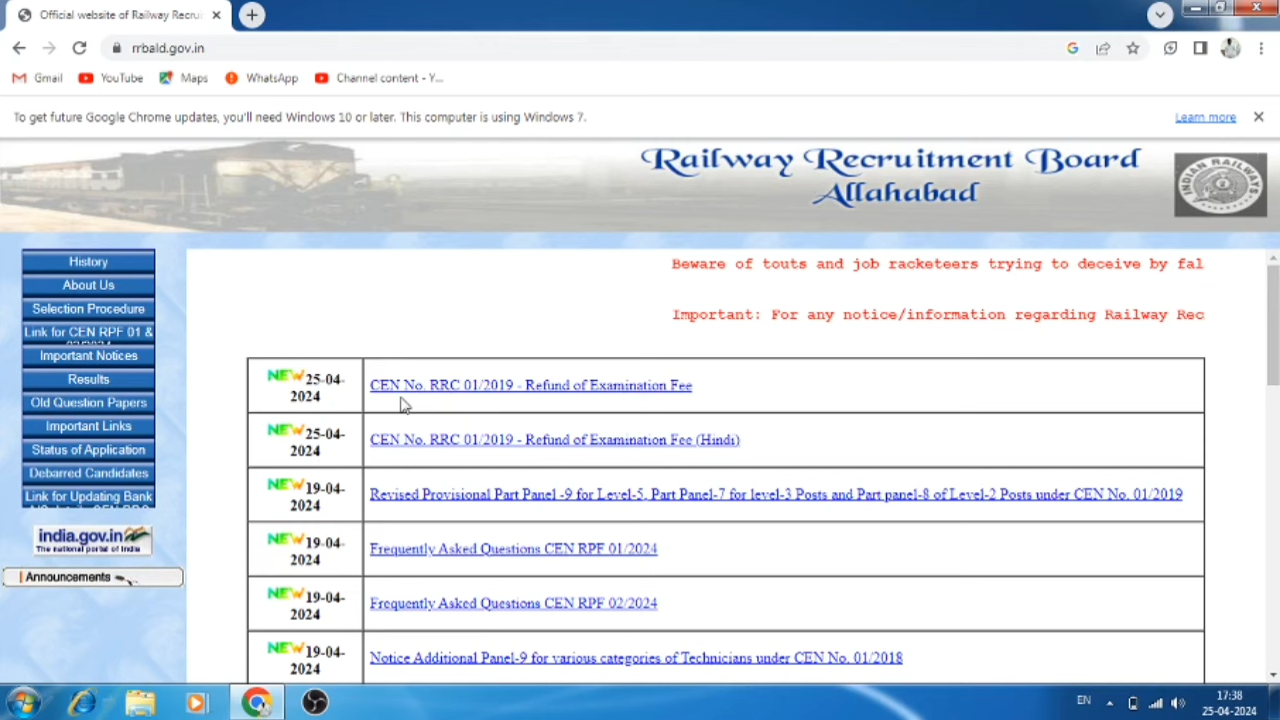 Official website of Railway Recru
rrbald.gov.in
G
Gmail YouTube Maps WhatsApp Channel content - Y...
To get future Google Chrome updates, you'll need Windows 10 or later. This computer is using Windows 7. Learn more
Railway Recruitment Board
Allahabad
INDIAN RAILWAYS
History
About Us
Selection Procedure
Link for CEN RPF 01 &
Important Notices
Results
Old Question Papers
Important Links
Status of Application
Debarred Candidates
Link for Updating Bank
india.gov.in
The national portal of India
Announcements
Beware of touts and job racketeers trying to deceive by fal
Important: For any notice/information regarding Railway Rec
NEW 25-04-
2024
CEN No. RRC 01/2019 - Refund of Examination Fee
NEW 25-04-
2024
CEN No. RRC 01/2019 - Refund of Examination Fee (Hindi)
NEW 19-04-
2024
Revised Provisional Part Panel -9 for Level-5, Part Panel-7 for level-3 Posts and Part panel-8 of Level-2 Posts under CEN No. 01/2019
NEW 19-04-
2024
Frequently Asked Questions CEN RPF 01/2024
NEW 19-04-
2024
Frequently Asked Questions CEN RPF 02/2024
NEW 19-04-
2024
Notice Additional Panel-9 for various categories of Technicians under CEN No. 01/2018
EN
17:38
25-04-2024